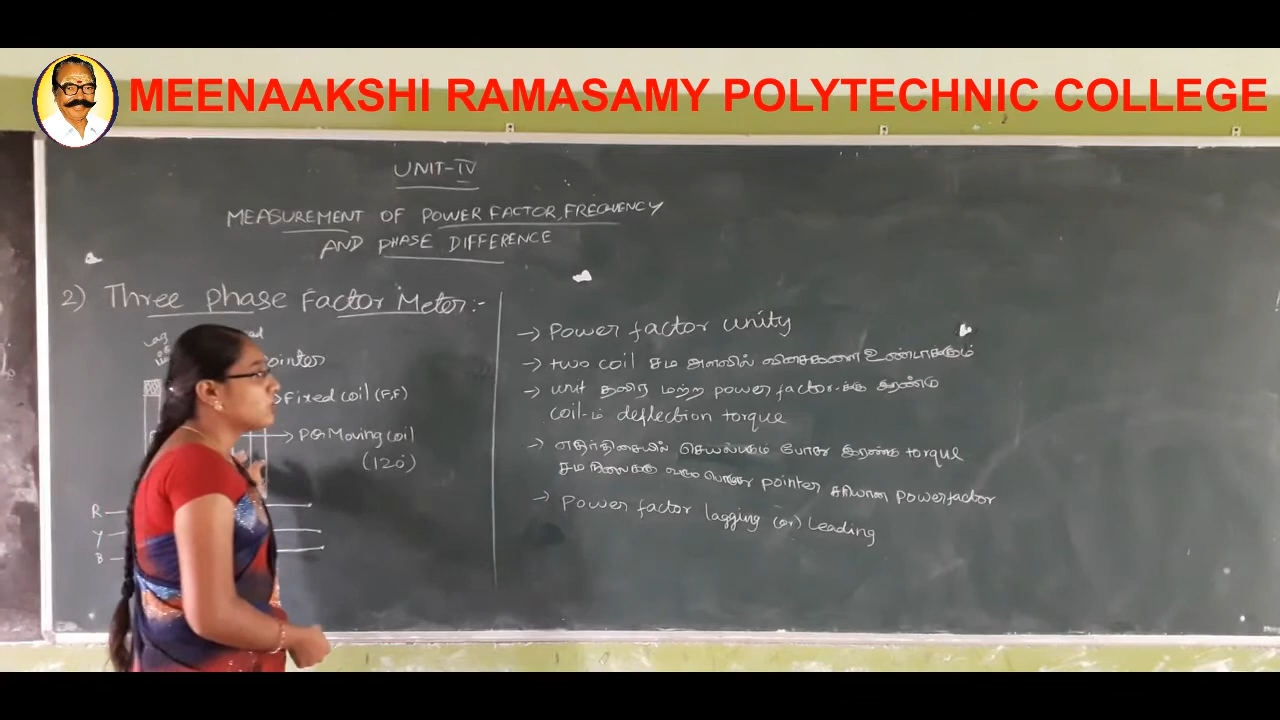 MEENAAKSHI RAMASAMY POLYTECHNIC COLLEGE
UNIT-IV
MEASUREMENT OF POWER FACTOR, FREQUENCY
AND PHASE DIFFERENCE
2) Three phase Factor Meter:-
Lag
Pointer
Fixed coil (F.F)
Moving coil
(120°)
R
Y
B
→ Power factor unity
→ two coil சம அளவில் விசைகளை உண்டாக்கும்
→ unit தவிர மற்ற power factor-க்கு இரண்டு
coil-ம் deflection torque
→ எதிர்திசையில் செயல்படும் போது இரண்டு torque
சம நிலைக்கு வரும்பொழுது pointer சரியான powerfactor
→ Power factor lagging (or) leading